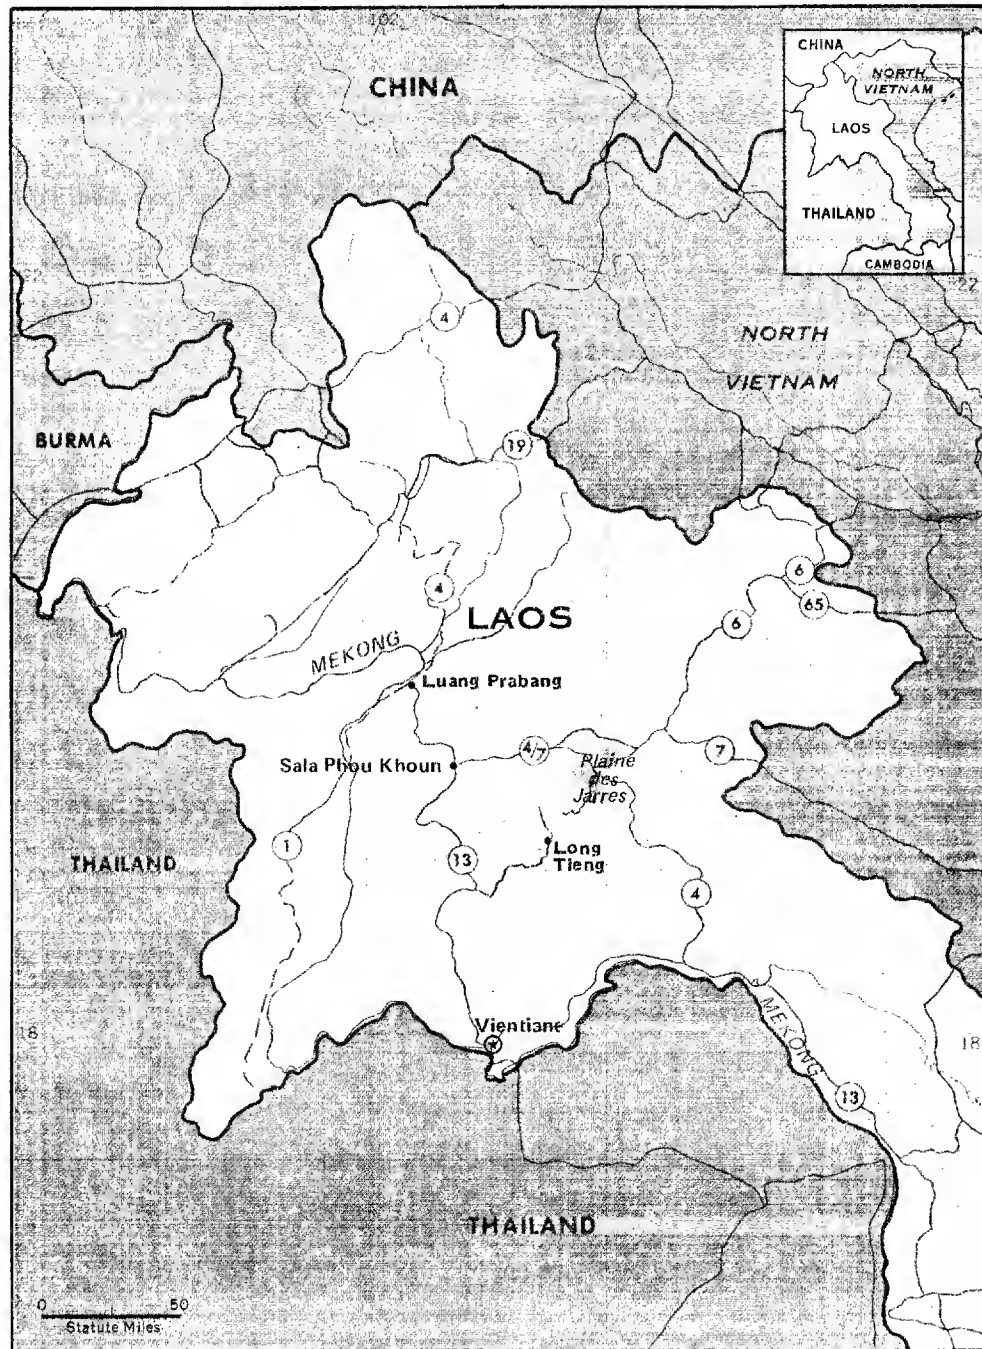 102
CHINA
CHINA
NORTH
VIETNAM
LAOS
THAILAND
CAMBODIA
22
22
4
NORTH
VIETNAM
BURMA
19
6
65
4
LAOS
6
MEKONG
Luang Prabang
4/7
7
Sala Phou Khoun
Plaine
des
Jarres
1
13
Long
Tieng
THAILAND
4
Vientiane
MEKONG
18
18
13
THAILAND
0 50
Statute Miles